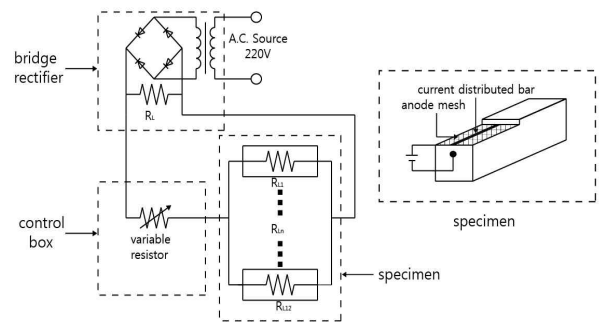 A.C. Source
220V
bridge
rectifier
RL
current distributed bar
anode mesh
specimen
RL1
control
box
variable
resistor
RLn
specimen
RL12